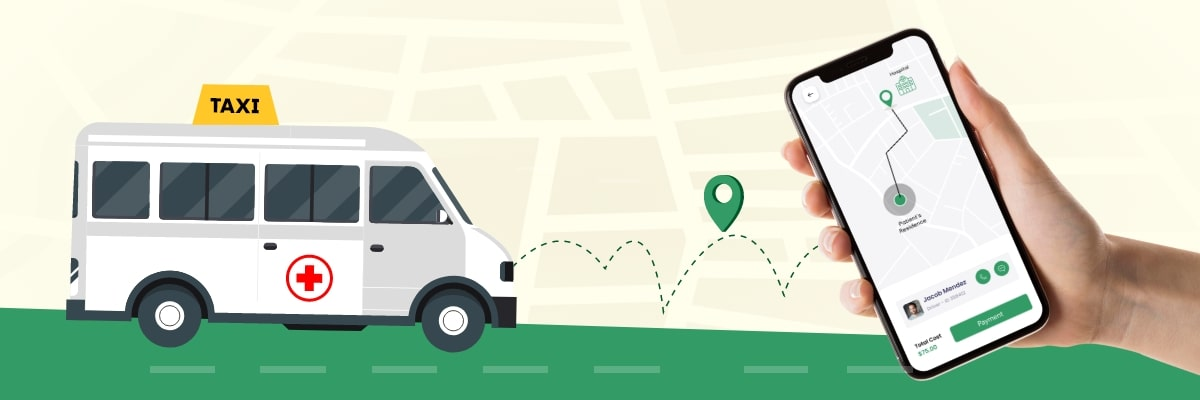 TAXI
Hospital
Patient's
Residence
Jacob Mendez
Total Cost
$75.00
Payment